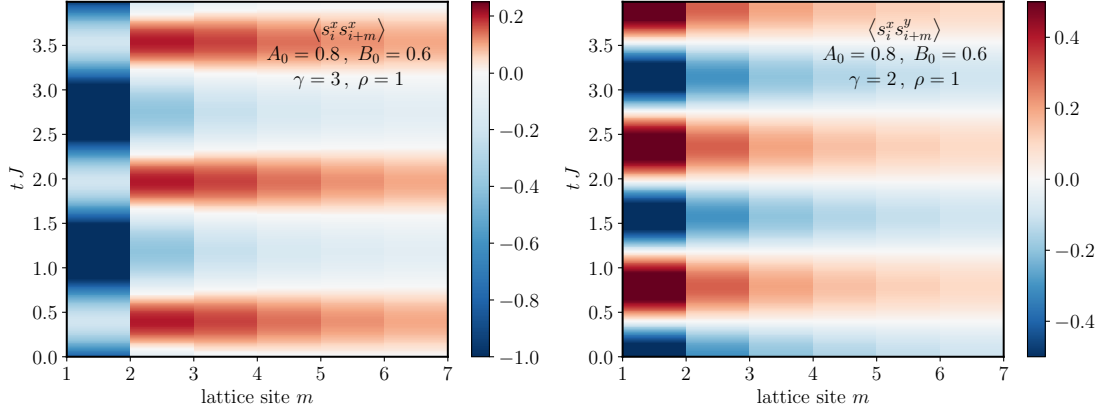 ⟨s_i^x s_{i+m}^x⟩
A_0 = 0.8 , B_0 = 0.6
γ = 3 , ρ = 1
t J
3.5
3.0
2.5
2.0
1.5
1.0
0.5
0.0
1 2 3 4 5 6 7
lattice site m
0.2
0.0
−0.2
−0.4
−0.6
−0.8
−1.0
⟨s_i^x s_{i+m}^y⟩
A_0 = 0.8 , B_0 = 0.6
γ = 2 , ρ = 1
t J
3.5
3.0
2.5
2.0
1.5
1.0
0.5
0.0
1 2 3 4 5 6 7
lattice site m
0.4
0.2
0.0
−0.2
−0.4